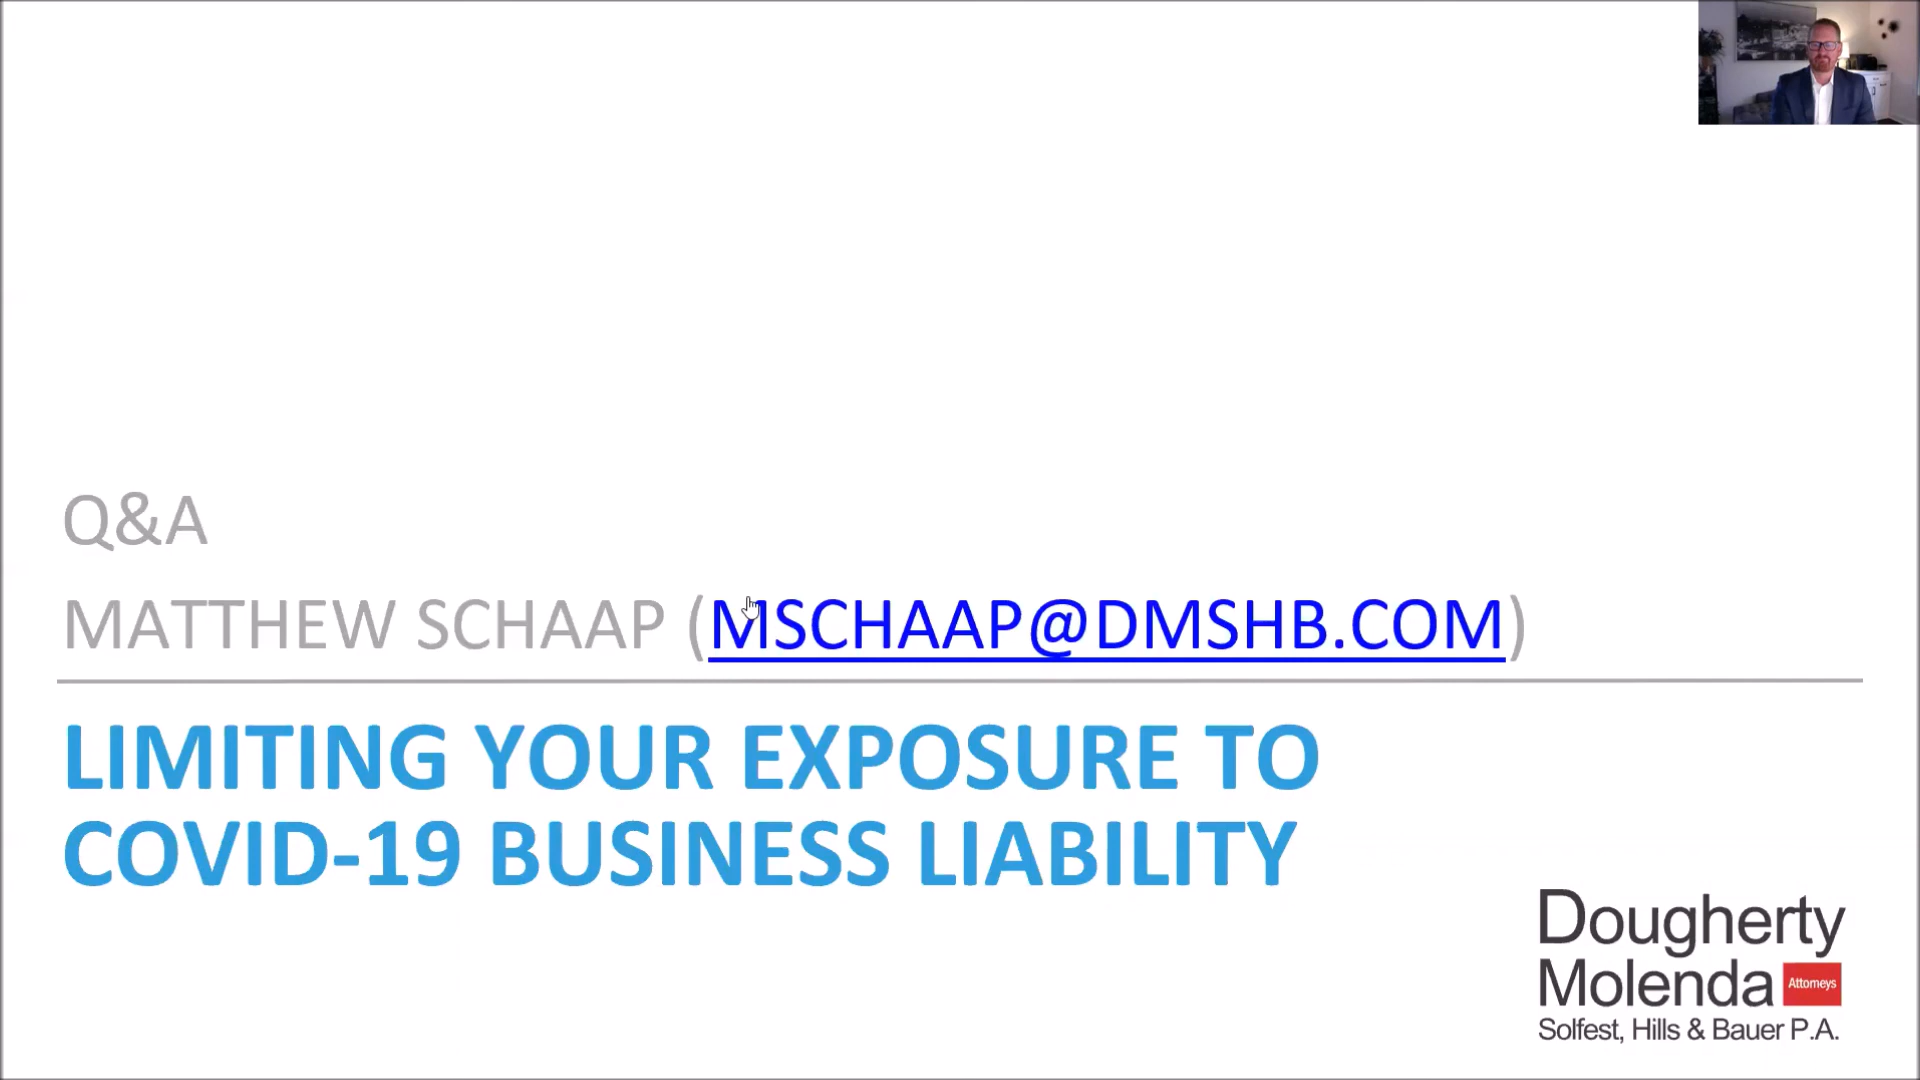 Q&A
MATTHEW SCHAAP (MSCHAAP@DMSHB.COM)
LIMITING YOUR EXPOSURE TO
COVID-19 BUSINESS LIABILITY
Dougherty
Molenda Attorneys
Solfest, Hills & Bauer P.A.